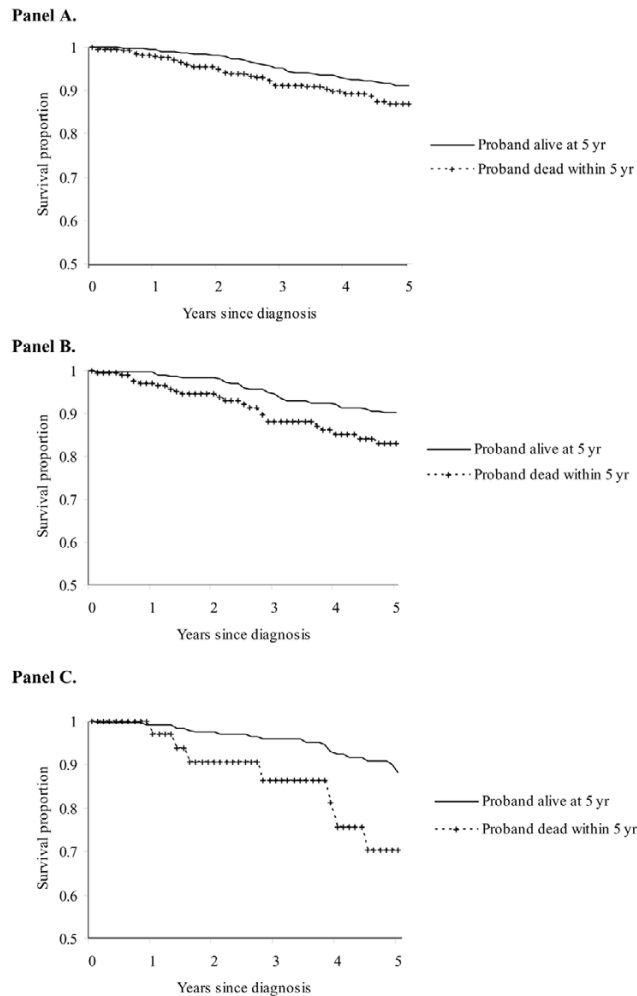 Panel A.
1
0.9
0.8
0.7
0.6
0.5
Survival proportion
0 1 2 3 4 5
Years since diagnosis
Proband alive at 5 yr
Proband dead within 5 yr
Panel B.
1
0.9
0.8
0.7
0.6
0.5
Survival proportion
0 1 2 3 4 5
Years since diagnosis
Proband alive at 5 yr
Proband dead within 5 yr
Panel C.
1
0.9
0.8
0.7
0.6
0.5
Survival proportion
0 1 2 3 4 5
Years since diagnosis
Proband alive at 5 yr
Proband dead within 5 yr